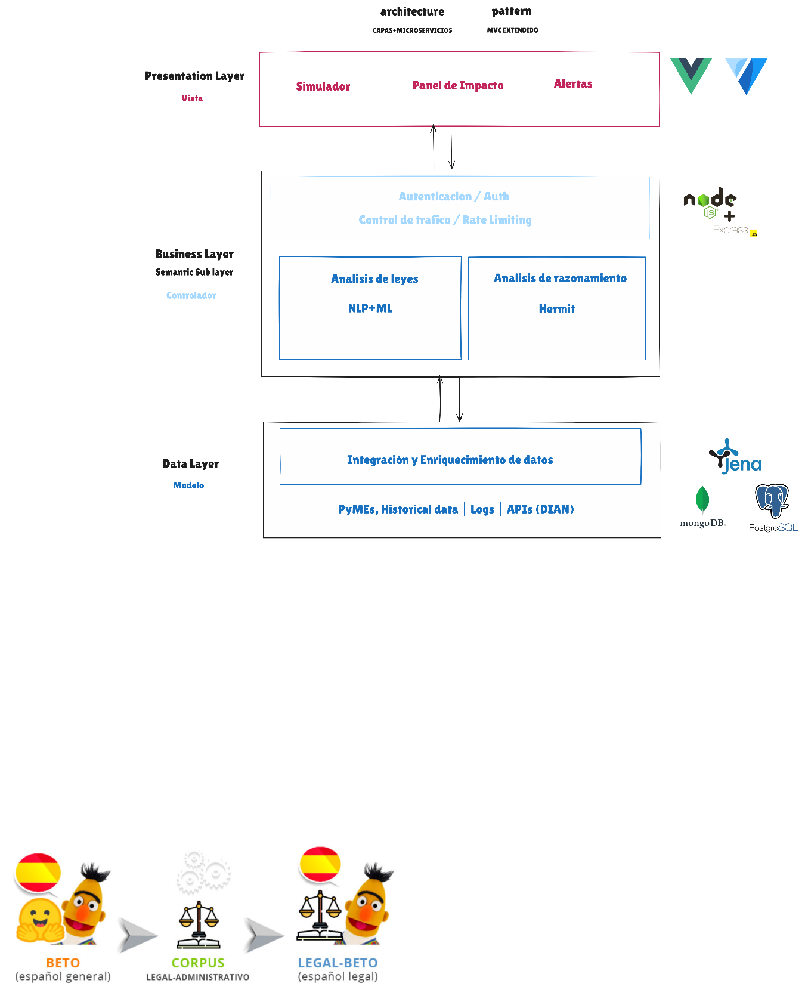 architecture
pattern
CAPAS+MICROSERVICIOS
MVC EXTENDIDO
Presentation Layer
Vista
Simulador
Panel de Impacto
Alertas
Autenticacion / Auth
Control de trafico / Rate Limiting
node
JS
+
Express
JS
Business Layer
Semantic Sub layer
Controlador
Analisis de leyes
NLP+ML
Analisis de razonamiento
Hermit
Data Layer
Modelo
Integración y Enriquecimiento de datos
PyMEs, Historical data | Logs | APIs (DIAN)
Jena
mongoDB
PostgreSQL
BETO
(español general)
CORPUS
LEGAL-ADMINISTRATIVO
LEGAL-BETO
(español legal)